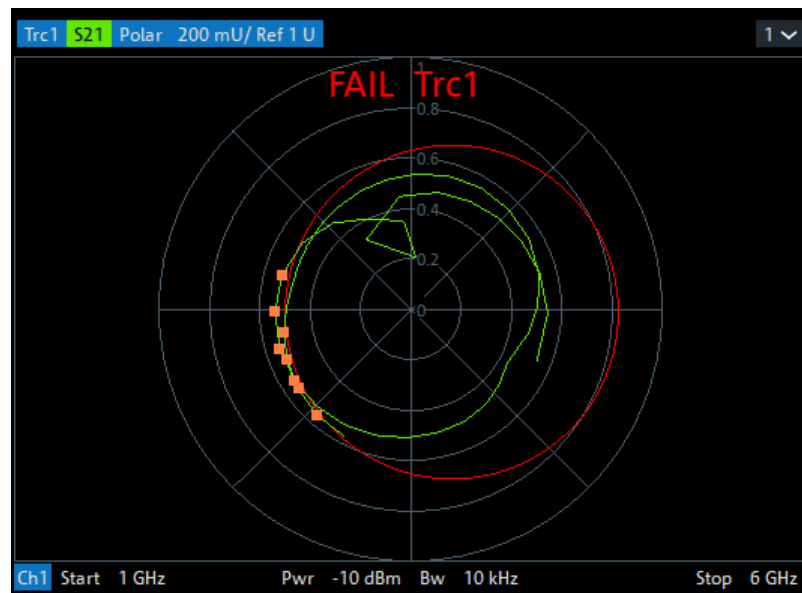 Trc1 S21 Polar 200 mU/ Ref 1 U 1
1
FAIL Trc1
0.8
0.6
0.4
0.2
0
Ch1 Start 1 GHz Pwr -10 dBm Bw 10 kHz Stop 6 GHz